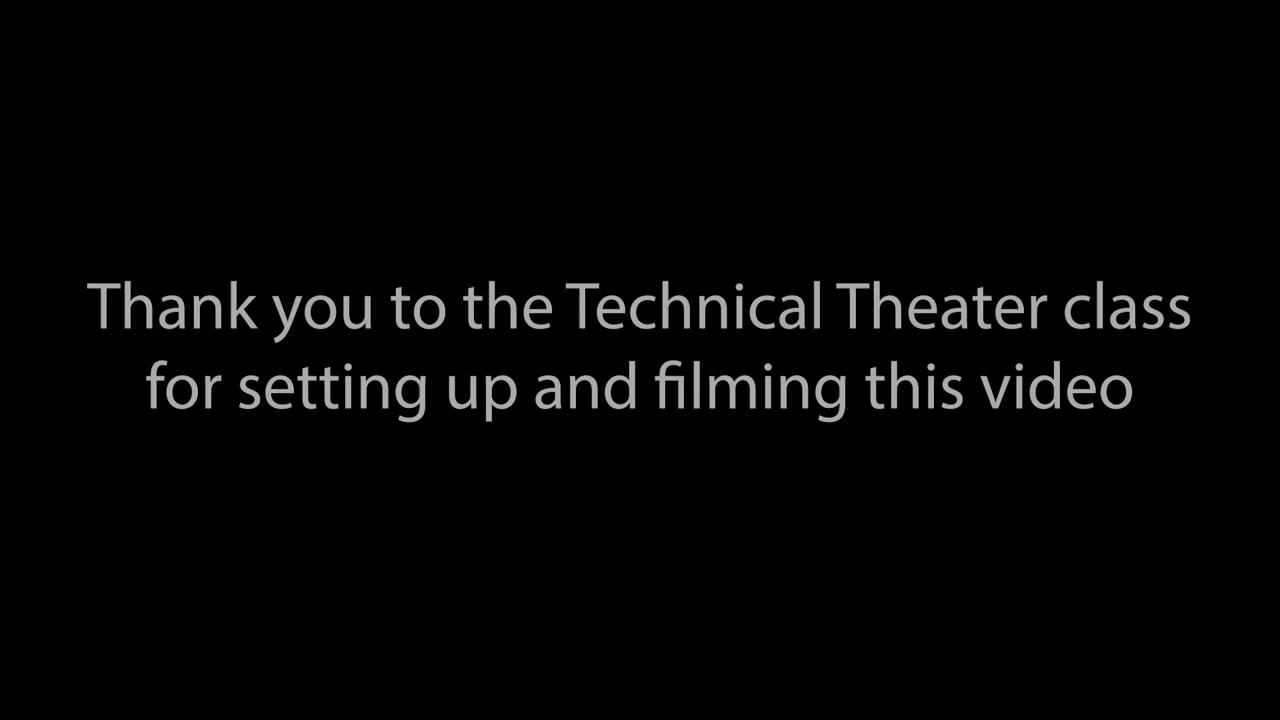 Thank you to the Technical Theater class
for setting up and filming this video